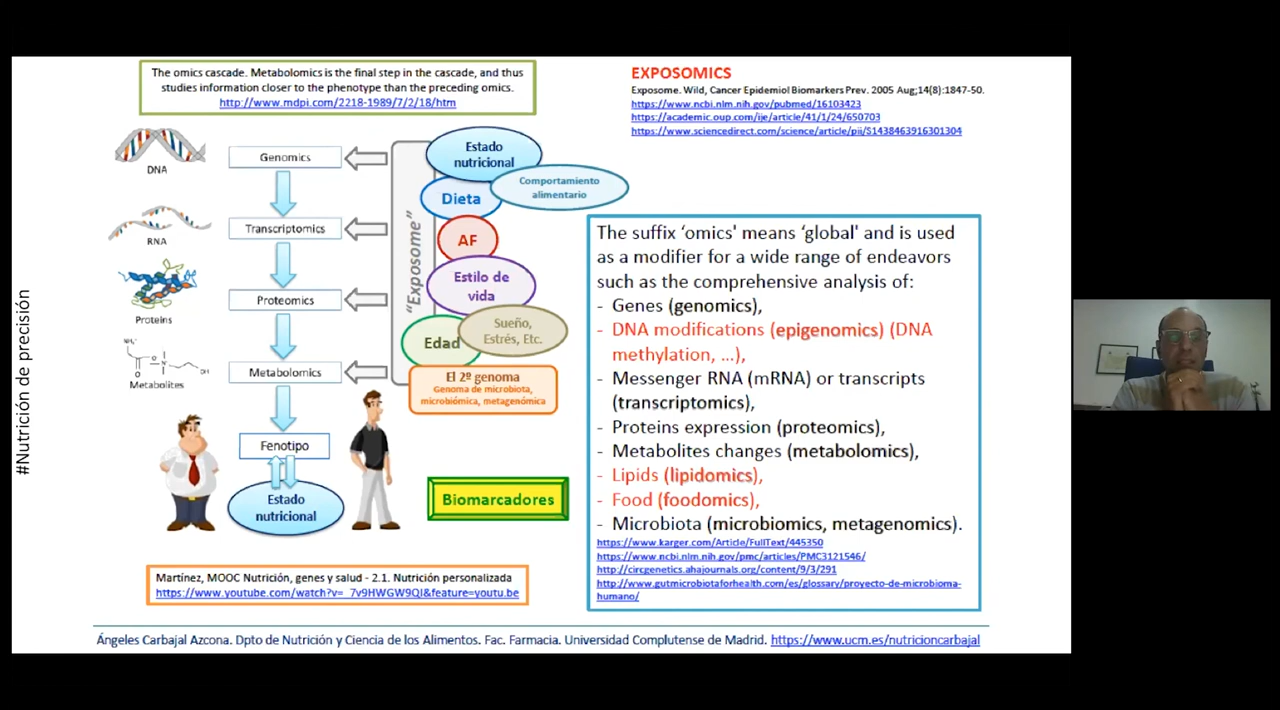 The omics cascade. Metabolomics is the final step in the cascade, and thus
studies information closer to the phenotype than the preceding omics.
http://www.mdpi.com/2218-1989/7/2/18/htm
EXPOSOMICS
Exposome. Wild, Cancer Epidemiol Biomarkers Prev. 2005 Aug;14(8):1847-50.
https://www.ncbi.nlm.nih.gov/pubmed/16103423
https://academic.oup.com/ije/article/41/1/24/650703
https://www.sciencedirect.com/science/article/pii/S1438463916301304
#Nutrición de precisión
DNA
Genomics
RNA
Transcriptomics
Proteins
Proteomics
Metabolites
Metabolomics
Fenotipo
Estado
nutricional
"Exposome"
Estado
nutricional
Comportamiento
alimentario
Dieta
AF
Estilo de
vida
Sueño,
Estrés, Etc.
Edad
El 2º genoma
Genoma de microbiota,
microbiómica, metagenómica
Biomarcadores
The suffix 'omics' means 'global' and is used
as a modifier for a wide range of endeavors
such as the comprehensive analysis of:
- Genes (genomics),
- DNA modifications (epigenomics) (DNA
methylation, ...),
- Messenger RNA (mRNA) or transcripts
(transcriptomics),
- Proteins expression (proteomics),
- Metabolites changes (metabolomics),
- Lipids (lipidomics),
- Food (foodomics),
- Microbiota (microbiomics, metagenomics).
https://www.karger.com/Article/FullText/445350
https://www.ncbi.nlm.nih.gov/pmc/articles/PMC3121546/
http://circgenetics.ahajournals.org/content/9/3/291
http://www.gutmicrobiotaforhealth.com/es/glossary/proyecto-de-microbioma-
humano/
Martínez, MOOC Nutrición, genes y salud - 2.1. Nutrición personalizada
https://www.youtube.com/watch?v=_7v9HWGW9QI&feature=youtu.be
Ángeles Carbajal Azcona. Dpto de Nutrición y Ciencia de los Alimentos. Fac. Farmacia. Universidad Complutense de Madrid. https://www.ucm.es/nutricioncarbajal